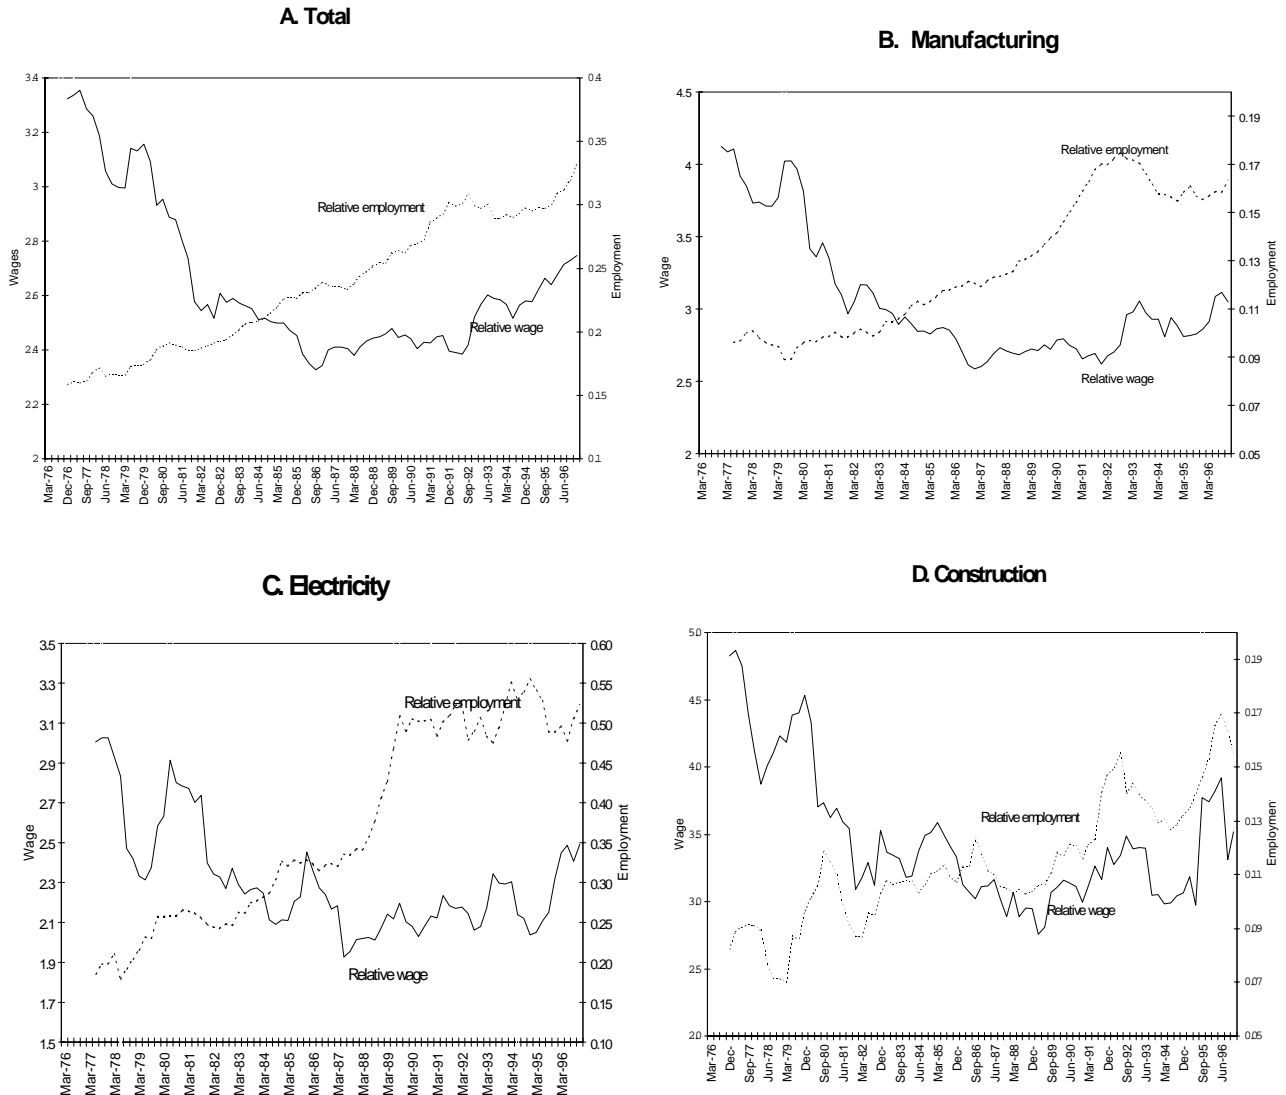 A. Total
3.4
3.2
3
2.8
2.6
2.4
2.2
2
Wages
0.4
0.35
0.3
0.25
0.2
0.15
0.1
Employment
Relative employment
Relative wage
Mar-76
Dec-76
Sep-77
Jun-78
Mar-79
Dec-79
Sep-80
Jun-81
Mar-82
Dec-82
Sep-83
Jun-84
Mar-85
Dec-85
Sep-86
Jun-87
Mar-88
Dec-88
Sep-89
Jun-90
Mar-91
Dec-91
Sep-92
Jun-93
Mar-94
Dec-94
Sep-95
Jun-96
B. Manufacturing
4.5
4
3.5
3
2.5
2
Wage
0.19
0.17
0.15
0.13
0.11
0.09
0.07
0.05
Employment
Relative employment
Relative wage
Mar-76
Mar-77
Mar-78
Mar-79
Mar-80
Mar-81
Mar-82
Mar-83
Mar-84
Mar-85
Mar-86
Mar-87
Mar-88
Mar-89
Mar-90
Mar-91
Mar-92
Mar-93
Mar-94
Mar-95
Mar-96
C. Electricity
3.5
3.3
3.1
2.9
2.7
2.5
2.3
2.1
1.9
1.7
1.5
Wage
0.60
0.55
0.50
0.45
0.40
0.35
0.30
0.25
0.20
0.15
0.10
Employment
Relative employment
Relative wage
Mar-76
Mar-77
Mar-78
Mar-79
Mar-80
Mar-81
Mar-82
Mar-83
Mar-84
Mar-85
Mar-86
Mar-87
Mar-88
Mar-89
Mar-90
Mar-91
Mar-92
Mar-93
Mar-94
Mar-95
Mar-96
D. Construction
5.0
4.5
4.0
3.5
3.0
2.5
2.0
Wage
0.19
0.17
0.15
0.13
0.11
0.09
0.07
0.05
Employment
Relative employment
Relative wage
Mar-76
Dec-
Sep-77
Jun-78
Mar-79
Dec-
Sep-80
Jun-81
Mar-82
Dec-
Sep-83
Jun-84
Mar-85
Dec-
Sep-86
Jun-87
Mar-88
Dec-
Sep-89
Jun-90
Mar-91
Dec-
Sep-92
Jun-93
Mar-94
Dec-
Sep-95
Jun-96